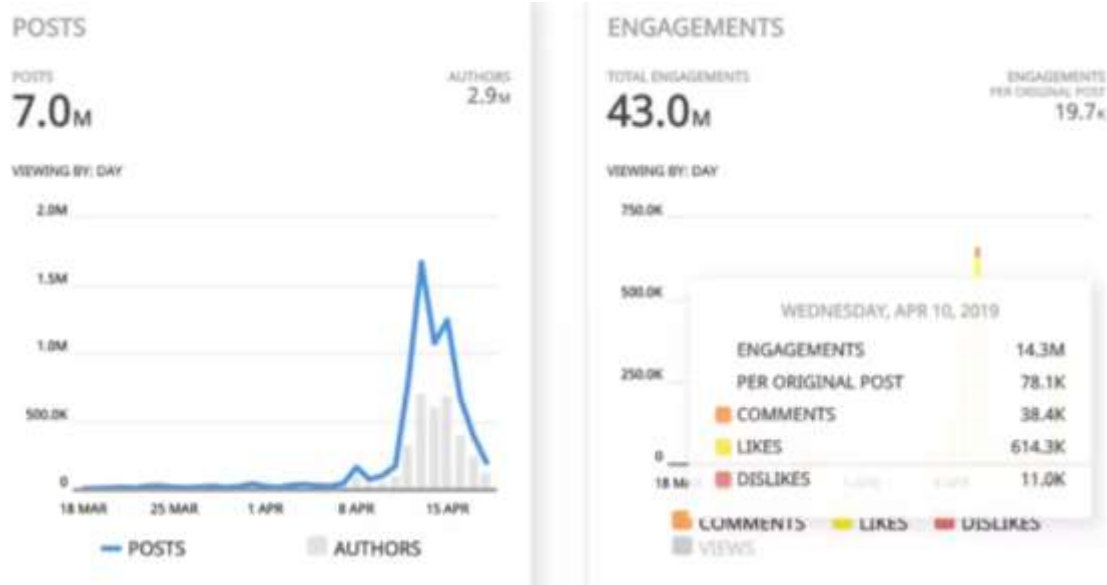 POSTS
POSTS
AUTHORS
7.0M
2.9M
VIEWING BY: DAY
2.0M
1.5M
1.0M
500.0K
0
18 MAR 25 MAR 1 APR 8 APR 15 APR
POSTS AUTHORS
ENGAGEMENTS
TOTAL ENGAGEMENTS
ENGAGEMENTS
PER ORIGINAL POST
43.0M
19.7K
VIEWING BY: DAY
750.0K
500.0K
250.0K
0
WEDNESDAY, APR 10, 2019
ENGAGEMENTS 14.3M
PER ORIGINAL POST 78.1K
COMMENTS 38.4K
LIKES 614.3K
DISLIKES 11.0K
18
COMMENTS LIKES DISLIKES
VIEWS